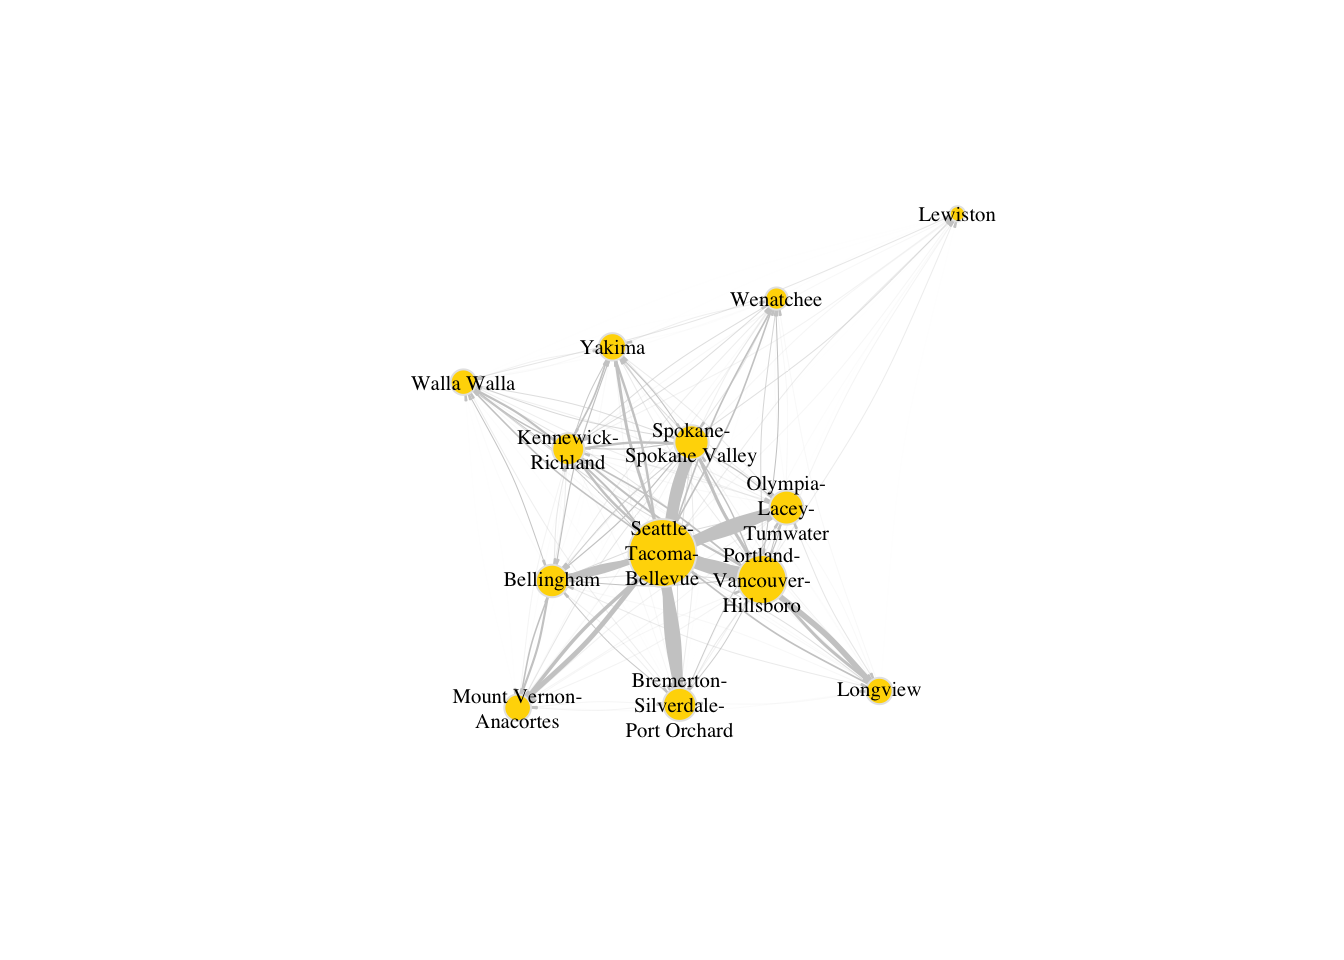 Lewiston
Wenatchee
Yakima
Walla Walla
Kennewick-
Richland
Spokane-
Spokane Valley
Olympia-
Lacey-
Tumwater
Seattle-
Tacoma-
Bellevue
Portland-
Vancouver-
Hillsboro
Bellingham
Mount Vernon-
Anacortes
Bremerton-
Silverdale-
Port Orchard
Longview